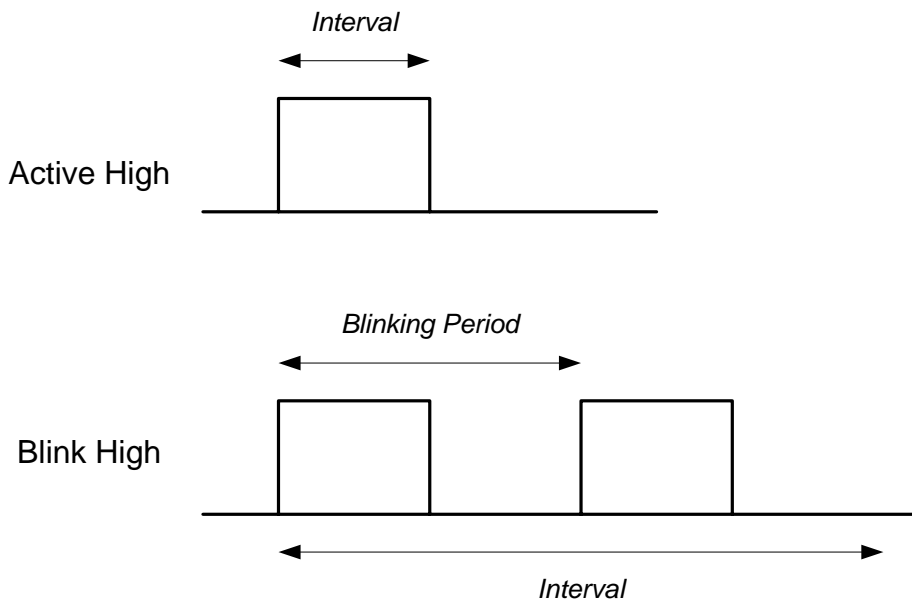 Interval
Active High
Blinking Period
Blink High
Interval